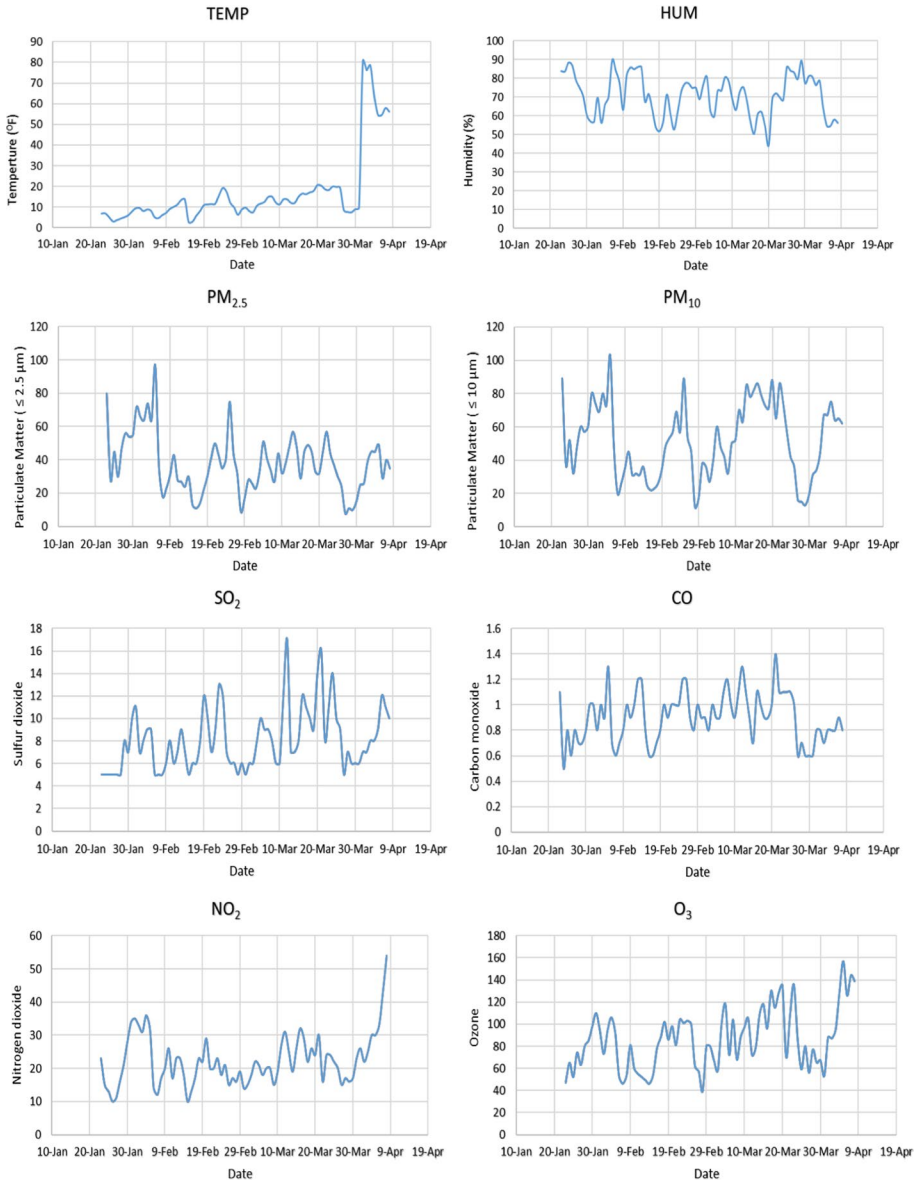 TEMP
Temperture (⁰F)
90
80
70
60
50
40
30
20
10
0
10-Jan 20-Jan 30-Jan 9-Feb 19-Feb 29-Feb 10-Mar 20-Mar 30-Mar 9-Apr 19-Apr
Date
HUM
Humidity (%)
100
90
80
70
60
50
40
30
20
10
0
10-Jan 20-Jan 30-Jan 9-Feb 19-Feb 29-Feb 10-Mar 20-Mar 30-Mar 9-Apr 19-Apr
Date
PM₂.₅
Particulate Matter ( ≤ 2.5 µm )
120
100
80
60
40
20
0
10-Jan 20-Jan 30-Jan 9-Feb 19-Feb 29-Feb 10-Mar 20-Mar 30-Mar 9-Apr 19-Apr
Date
PM₁₀
Particulate Matter ( ≤ 10 µm )
120
100
80
60
40
20
0
10-Jan 20-Jan 30-Jan 9-Feb 19-Feb 29-Feb 10-Mar 20-Mar 30-Mar 9-Apr 19-Apr
Date
SO₂
Sulfur dioxide
18
16
14
12
10
8
6
4
2
0
10-Jan 20-Jan 30-Jan 9-Feb 19-Feb 29-Feb 10-Mar 20-Mar 30-Mar 9-Apr 19-Apr
Date
CO
Carbon monoxide
1.6
1.4
1.2
1
0.8
0.6
0.4
0.2
0
10-Jan 20-Jan 30-Jan 9-Feb 19-Feb 29-Feb 10-Mar 20-Mar 30-Mar 9-Apr 19-Apr
Date
NO₂
Nitrogen dioxide
60
50
40
30
20
10
0
10-Jan 20-Jan 30-Jan 9-Feb 19-Feb 29-Feb 10-Mar 20-Mar 30-Mar 9-Apr 19-Apr
Date
O₃
Ozone
180
160
140
120
100
80
60
40
20
0
10-Jan 20-Jan 30-Jan 9-Feb 19-Feb 29-Feb 10-Mar 20-Mar 30-Mar 9-Apr 19-Apr
Date